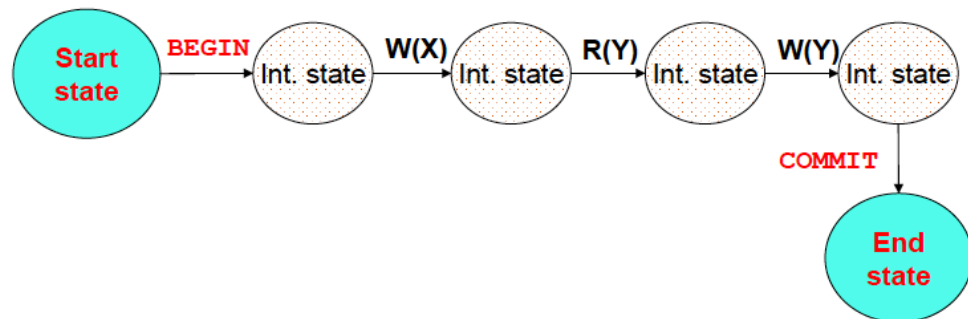 Start
state
BEGIN
Int. state
W(X)
Int. state
R(Y)
Int. state
W(Y)
Int. state
COMMIT
End
state